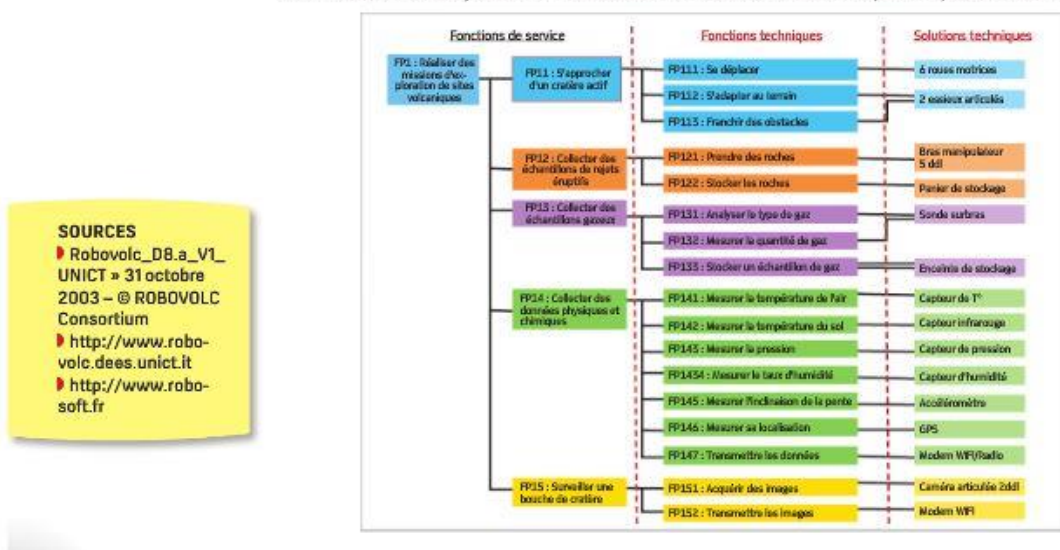 SOURCES
Robovolc_D8.a_V1_
UNICT » 31 octobre
2003 – © ROBOVOLC
Consortium
http://www.robo-
volc.dees.unict.it
http://www.robo-
soft.fr
Fonctions de service
Fonctions techniques
Solutions techniques
FP1 : Réaliser des
missions d'ex-
ploration de sites
volcaniques
FP11 : S'approcher
d'un cratère actif
FP111 : Se déplacer
6 roues motrices
FP112 : S'adapter au terrain
2 essieux articulés
FP113 : Franchir des obstacles
FP12 : Collecter des
échantillons de rejets
éruptifs
FP121 : Prendre des roches
Bras manipulateur
5 ddl
FP122 : Stocker les roches
Panier de stockage
FP13 : Collecter des
échantillons gazeux
FP131 : Analyser le type de gaz
Sonde surbras
FP132 : Mesurer la quantité de gaz
FP133 : Stocker un échantillon de gaz
Enceinte de stockage
FP14 : Collecter des
données physiques et
chimiques
FP141 : Mesurer la température de l'air
Capteur de T°
FP142 : Mesurer la température du sol
Capteur infrarouge
FP143 : Mesurer la pression
Capteur de pression
FP1434 : Mesurer le taux d'humidité
Capteur d'humidité
FP145 : Mesurer l'inclinaison de la pente
Accéléromètre
FP146 : Mesurer sa localisation
GPS
FP147 : Transmettre les données
Modem WIFI/Radio
FP15 : Surveiller une
bouche de cratère
FP151 : Acquérir des images
Caméra articulée 2ddl
FP152 : Transmettre les images
Modem WIFI